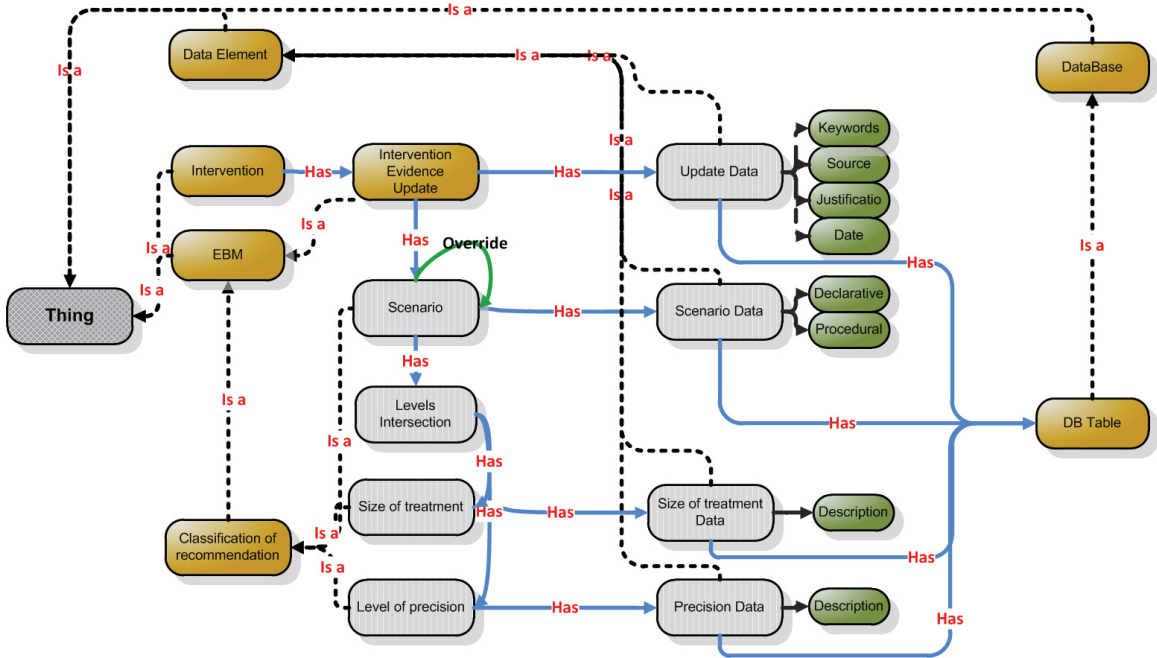 Is a
Data Element
Is a
Is a
Is a
DataBase
Is a
Keywords
Is a
Intervention
Has
Intervention
Evidence
Update
Has
Update Data
Source
Is a
Justificatio
Is a
Is a
EBM
Has
Override
Date
Has
Is a
Is a
Thing
Scenario
Has
Scenario Data
Declarative
Procedural
Has
Is a
Levels
Intersection
Has
DB Table
Is a
Has
Size of treatment
Has
Has
Size of treatment
Data
Description
Classification of
recommendation
Is a
Has
Is a
Level of precision
Has
Precision Data
Description
Has